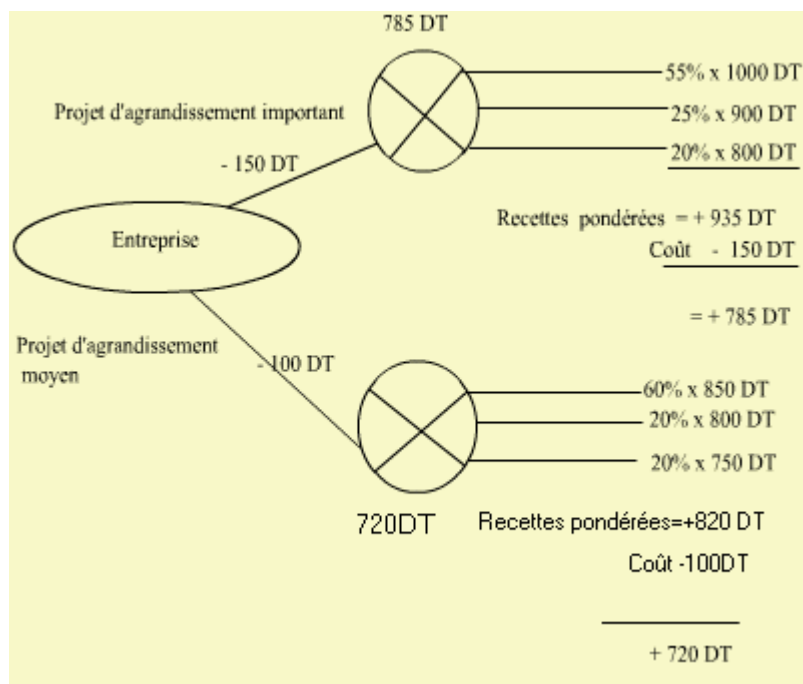 785 DT
55% x 1000 DT
Projet d'agrandissement important
25% x 900 DT
20% x 800 DT
- 150 DT
Recettes pondérées = + 935 DT
Entreprise
Coût - 150 DT
= + 785 DT
Projet d'agrandissement
moyen
- 100 DT
60% x 850 DT
20% x 800 DT
20% x 750 DT
720DT
Recettes pondérées=+820 DT
Coût -100DT
+ 720 DT